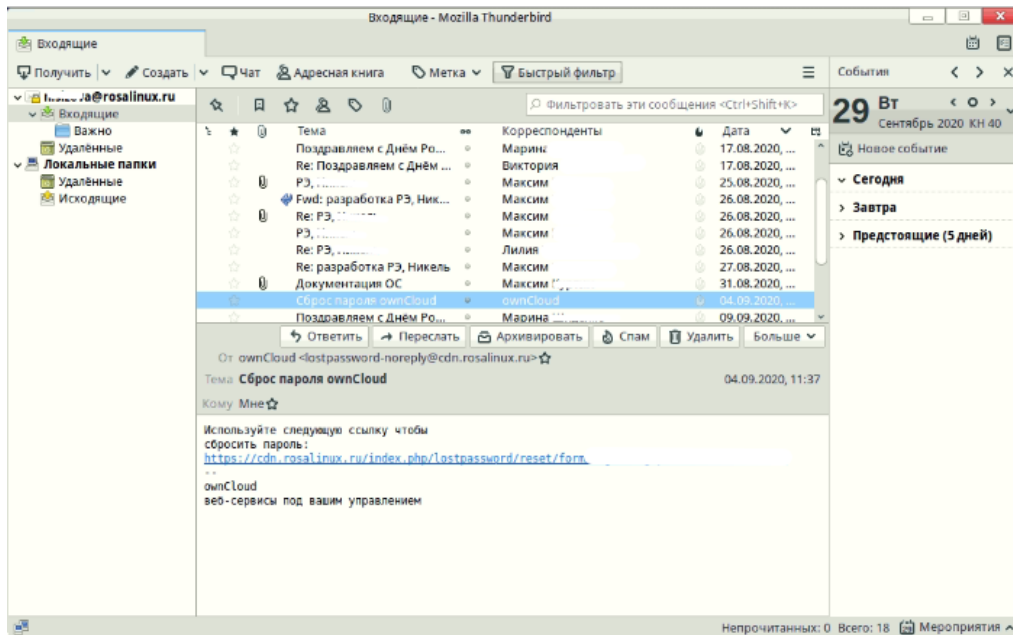 Входящие - Mozilla Thunderbird
Входящие
Получить Создать Чат Адресная книга Метка Быстрый фильтр
События
a@rosalinux.ru
Входящие
Важно
Удалённые
Локальные папки
Удалённые
Исходящие
Фильтровать эти сообщения <Ctrl+Shift+K>
Тема Корреспонденты Дата
Поздравляем с Днём Ро... Марина 17.08.2020, ...
Re: Поздравляем с Днём ... Виктория 17.08.2020, ...
РЭ, Максим 25.08.2020, ...
Fwd: разработка РЭ, Ник... Максим 26.08.2020, ...
Re: РЭ, Максим 26.08.2020, ...
РЭ, Максим 26.08.2020, ...
Re: РЭ, Лилия 26.08.2020, ...
Re: разработка РЭ, Никель Максим 27.08.2020, ...
Документация ОС Максим 31.08.2020, ...
Сброс пароля ownCloud ownCloud 04.09.2020, ...
Поздравляем с Днём Ро... Марина 09.09.2020, ...
Ответить Переслать Архивировать Спам Удалить Больше
От ownCloud <lostpassword-noreply@cdn.rosalinux.ru>
Тема Сброс пароля ownCloud 04.09.2020, 11:37
Кому Мне
Используйте следующую ссылку чтобы
сбросить пароль:
https://cdn.rosalinux.ru/index.php/lostpassword/reset/form
--
ownCloud
веб-сервисы под вашим управлением
29 Вт
Сентябрь 2020 КН 40
Новое событие
Сегодня
Завтра
Предстоящие (5 дней)
Непрочитанных: 0 Всего: 18 Мероприятия